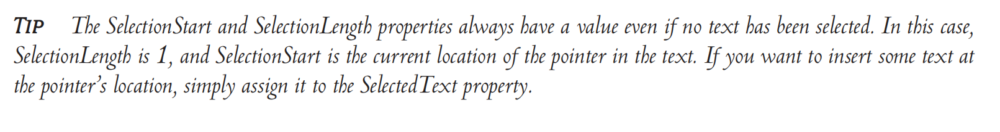 TIP The SelectionStart and SelectionLength properties always have a value even if no text has been selected. In this case,
SelectionLength is 1, and SelectionStart is the current location of the pointer in the text. If you want to insert some text at
the pointer’s location, simply assign it to the SelectedText property.